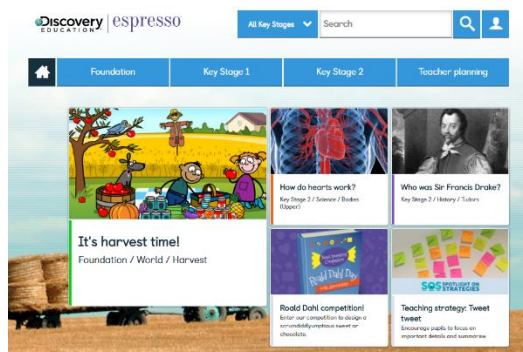 Discovery EDUCATION espresso
All Key Stages
Search
Foundation
Key Stage 1
Key Stage 2
Teacher planning
It's harvest time!
Foundation / World / Harvest
How do hearts work?
Key Stage 2 / Science / Bodies
(Upper)
Who was Sir Francis Drake?
Key Stage 2 / History / Tudors
Roald Dahl Day
Roald Dahl competition!
Enter our competition to design a
scrumdiddlyumptious sweet or
chocolate.
SOS SPOTLIGHT ON
STRATEGIES
Teaching strategy: Tweet
tweet
Encourage pupils to focus on
important details and summarise